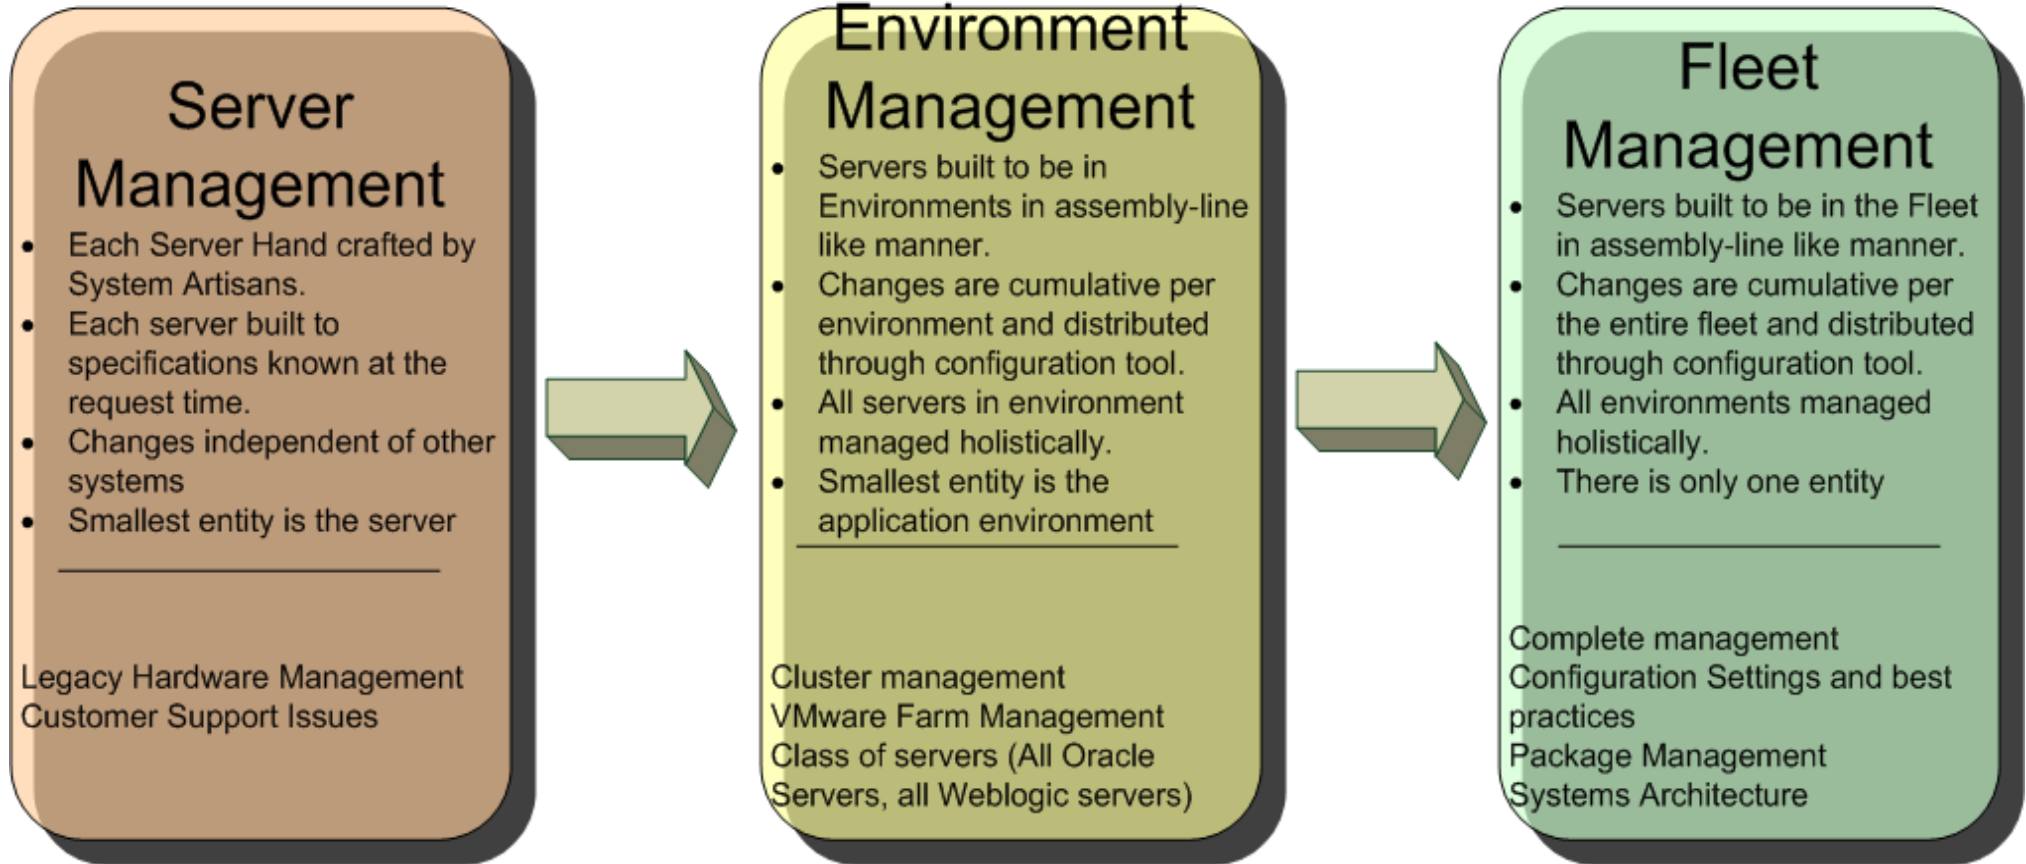 Server
Management
• Each Server Hand crafted by
System Artisans.
• Each server built to
specifications known at the
request time.
• Changes independent of other
systems
• Smallest entity is the server
Legacy Hardware Management
Customer Support Issues
Environment
Management
• Servers built to be in
Environments in assembly-line
like manner.
• Changes are cumulative per
environment and distributed
through configuration tool.
• All servers in environment
managed holistically.
• Smallest entity is the
application environment
Cluster management
VMware Farm Management
Class of servers (All Oracle
Servers, all Weblogic servers)
Fleet
Management
• Servers built to be in the Fleet
in assembly-line like manner.
• Changes are cumulative per
the entire fleet and distributed
through configuration tool.
• All environments managed
holistically.
• There is only one entity
Complete management
Configuration Settings and best
practices
Package Management
Systems Architecture